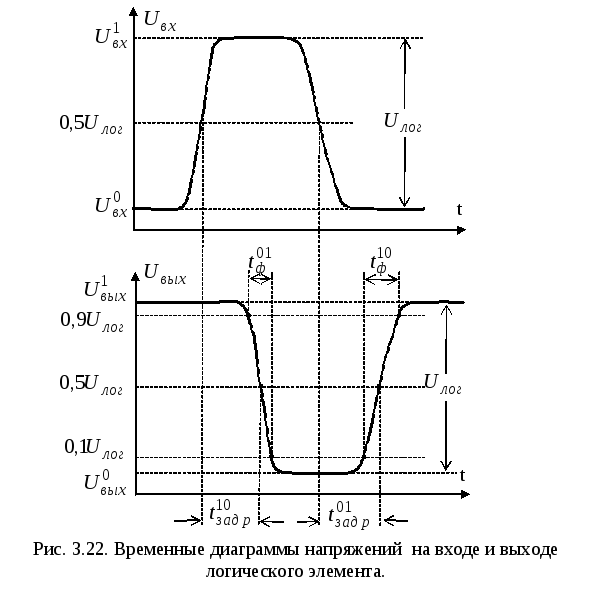 U¹вх
Uвх
0,5Uлог
Uлог
U⁰вх
t
Uвых
t⁰¹ф
t¹⁰ф
U¹вых
0,9Uлог
0,5Uлог
Uлог
0,1Uлог
U⁰вых
t
t¹⁰зад р
t⁰¹зад р
Рис. 3.22. Временные диаграммы напряжений на входе и выходе
логического элемента.